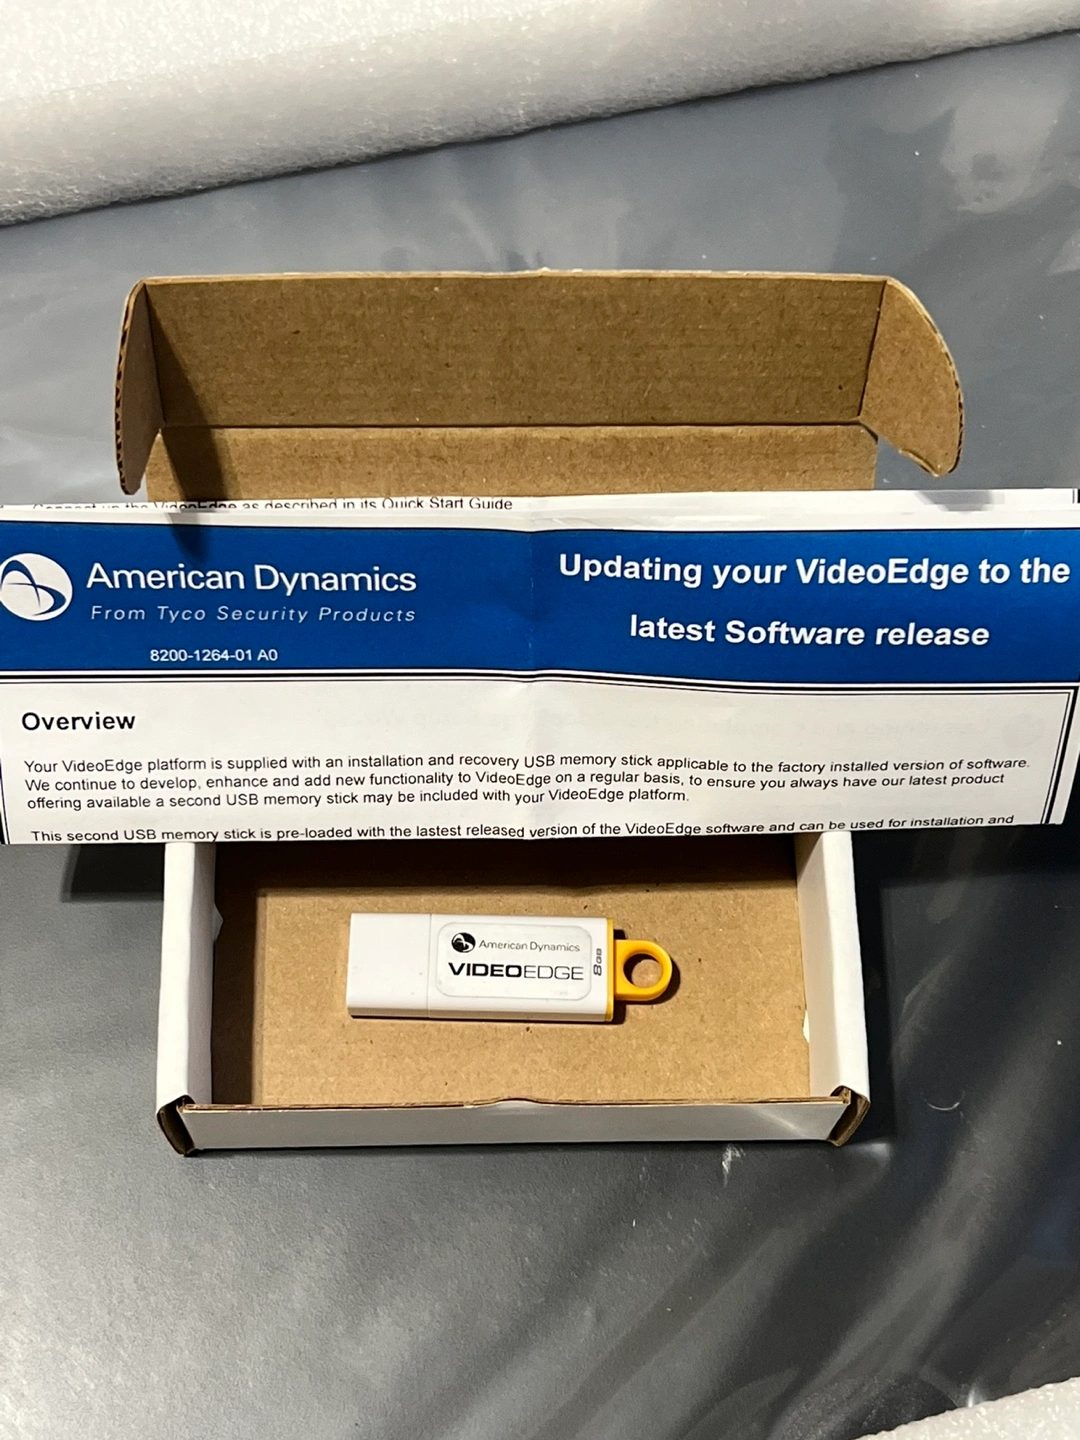 Connect up the VideoEdge as described in its Quick Start Guide
American Dynamics
From Tyco Security Products
8200-1264-01 A0
Updating your VideoEdge to the
latest Software release
Overview
Your VideoEdge platform is supplied with an installation and recovery USB memory stick applicable to the factory installed version of software.
We continue to develop, enhance and add new functionality to VideoEdge on a regular basis, to ensure you always have our latest product
offering available a second USB memory stick may be included with your VideoEdge platform.
This second USB memory stick is pre-loaded with the lastest released version of the VideoEdge software and can be used for installation and
American Dynamics
VIDEOEDGE
8GB